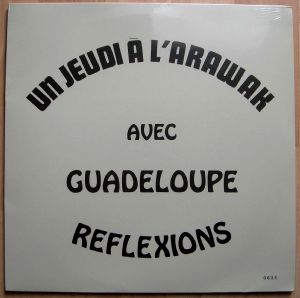 UN JEUDI À L'ARAWAK
AVEC
GUADELOUPE
REFLEXIONS